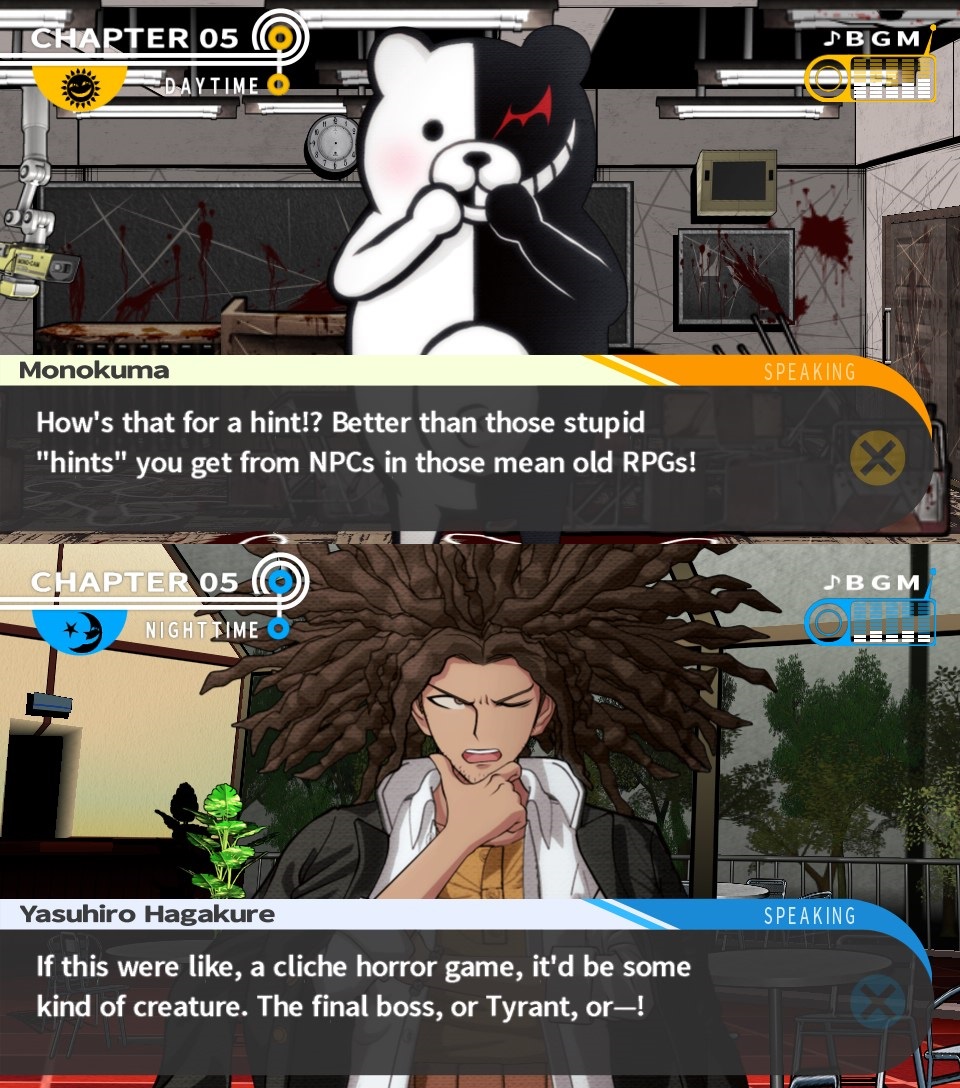 CHAPTER 05
DAYTIME
♪BGM
Monokuma
SPEAKING
How's that for a hint!? Better than those stupid
"hints" you get from NPCs in those mean old RPGs!
CHAPTER 05
NIGHTTIME
♪BGM
Yasuhiro Hagakure
SPEAKING
If this were like, a cliche horror game, it'd be some
kind of creature. The final boss, or Tyrant, or—!